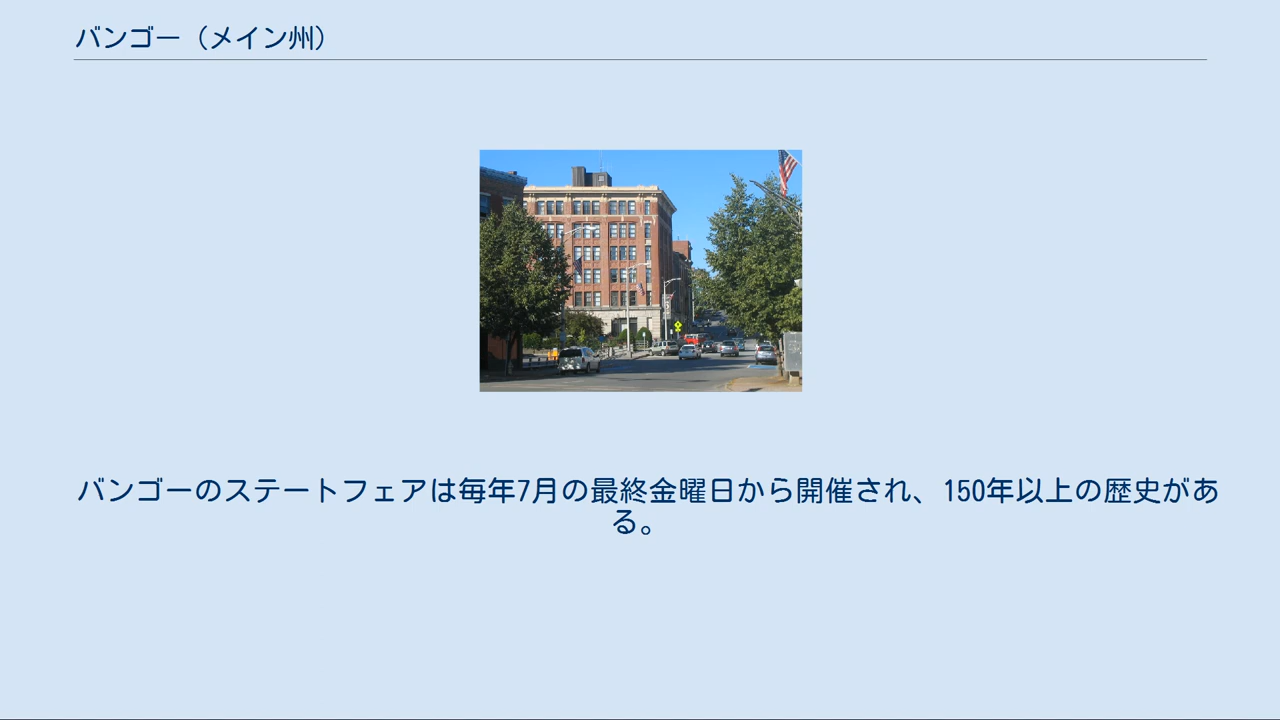 バンゴー（メイン州）
バンゴーのステートフェアは毎年7月の最終金曜日から開催され、150年以上の歴史があ
る。